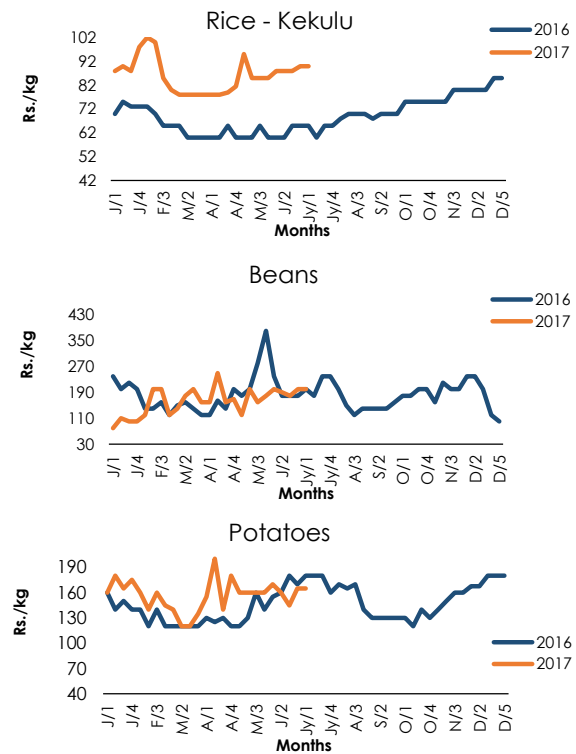 Rice - Kekulu
2016
2017
Rs./kg
102
92
82
72
62
52
42
J/1 J/4 F/3 M/2 A/1 A/4 M/3 J/2 Jy/1 Jy/4 A/3 S/2 O/1 O/4 N/3 D/2 D/5
Months
Beans
2016
2017
Rs./kg
430
350
270
190
110
30
J/1 J/4 F/3 M/2 A/1 A/4 M/3 J/2 Jy/1 Jy/4 A/3 S/2 O/1 O/4 N/3 D/2 D/5
Months
Potatoes
Rs./kg
190
160
130
100
70
40
2016
2017
J/1 J/4 F/3 M/2 A/1 A/4 M/3 J/2 Jy/1 Jy/4 A/3 S/2 O/1 O/4 N/3 D/2 D/5
Months